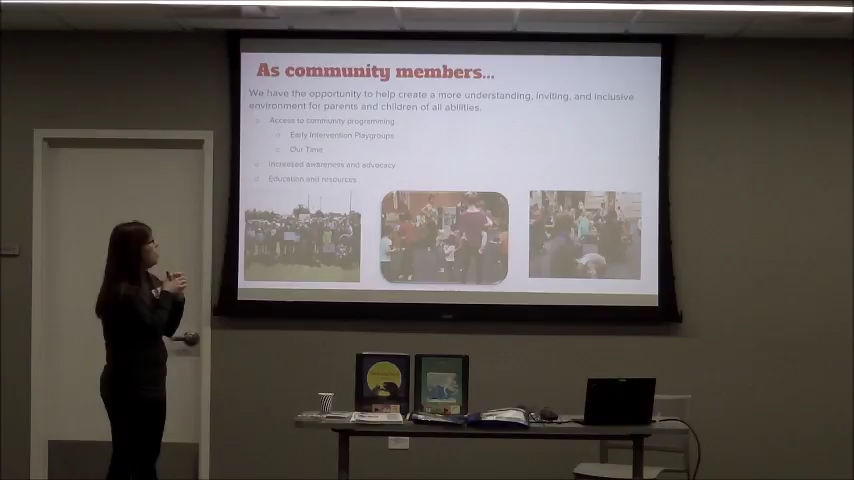 As community members...
We have the opportunity to help create a more understanding, inviting, and inclusive
environment for parents and children of all abilities.
Access to community programming
Early Intervention Playgroups
Our Time
Increased awareness and advocacy
Education and resources